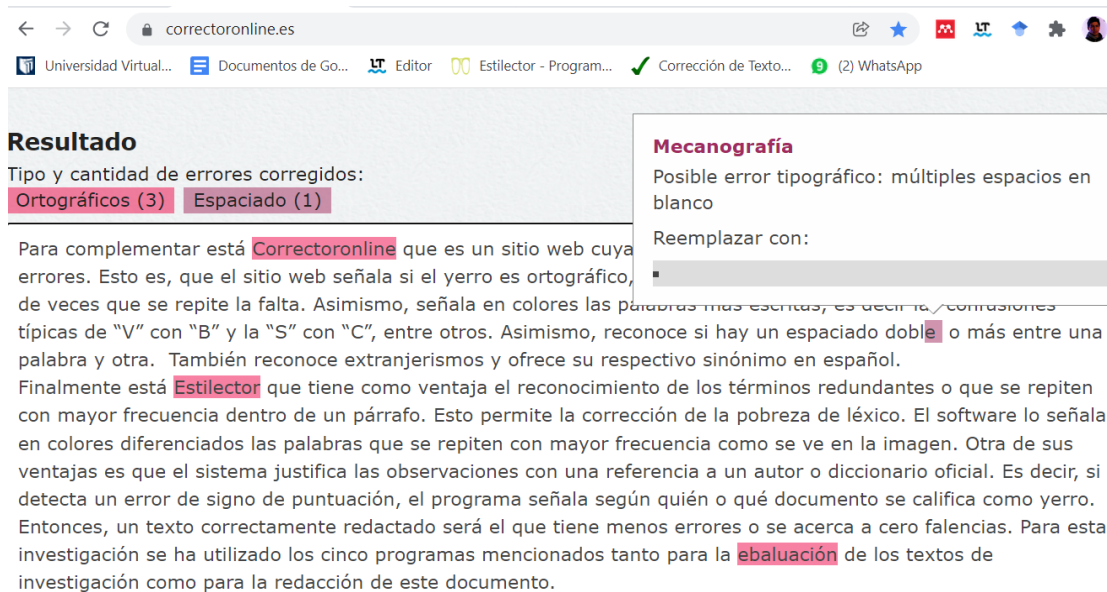 correctoronline.es
Universidad Virtual... Documentos de Go... LT Editor Estilector - Program... Corrección de Texto... 9 (2) WhatsApp
Resultado
Tipo y cantidad de errores corregidos:
Ortográficos (3) Espaciado (1)
Mecanografía
Posible error tipográfico: múltiples espacios en
blanco
Reemplazar con:
Para complementar está Correctoronline que es un sitio web cuya
errores. Esto es, que el sitio web señala si el yerro es ortográfico,
de veces que se repite la falta. Asimismo, señala en colores las palabras más escritas, es decir las confusiones
típicas de “V” con “B” y la “S” con “C”, entre otros. Asimismo, reconoce si hay un espaciado doble  o más entre una
palabra y otra.  También reconoce extranjerismos y ofrece su respectivo sinónimo en español.
Finalmente está Estilector que tiene como ventaja el reconocimiento de los términos redundantes o que se repiten
con mayor frecuencia dentro de un párrafo. Esto permite la corrección de la pobreza de léxico. El software lo señala
en colores diferenciados las palabras que se repiten con mayor frecuencia como se ve en la imagen. Otra de sus
ventajas es que el sistema justifica las observaciones con una referencia a un autor o diccionario oficial. Es decir, si
detecta un error de signo de puntuación, el programa señala según quién o qué documento se califica como yerro.
Entonces, un texto correctamente redactado será el que tiene menos errores o se acerca a cero falencias. Para esta
investigación se ha utilizado los cinco programas mencionados tanto para la ebaluación de los textos de
investigación como para la redacción de este documento.